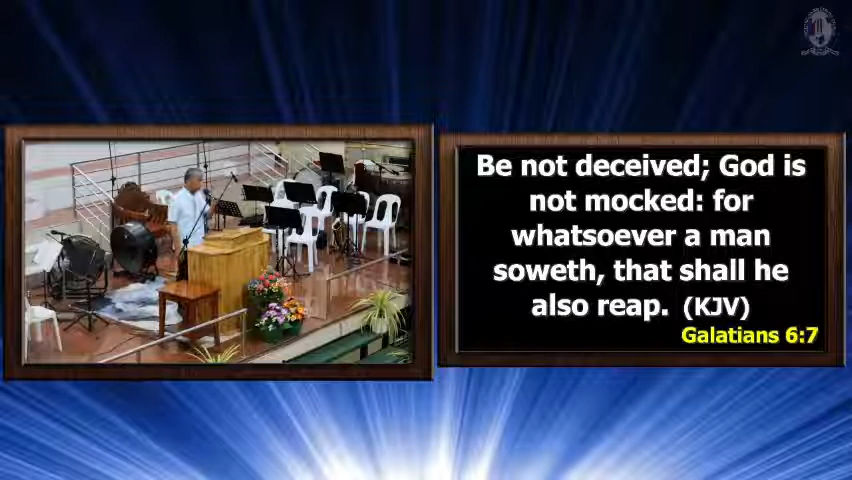 Be not deceived; God is
not mocked: for
whatsoever a man
soweth, that shall he
also reap. (KJV)
Galatians 6:7